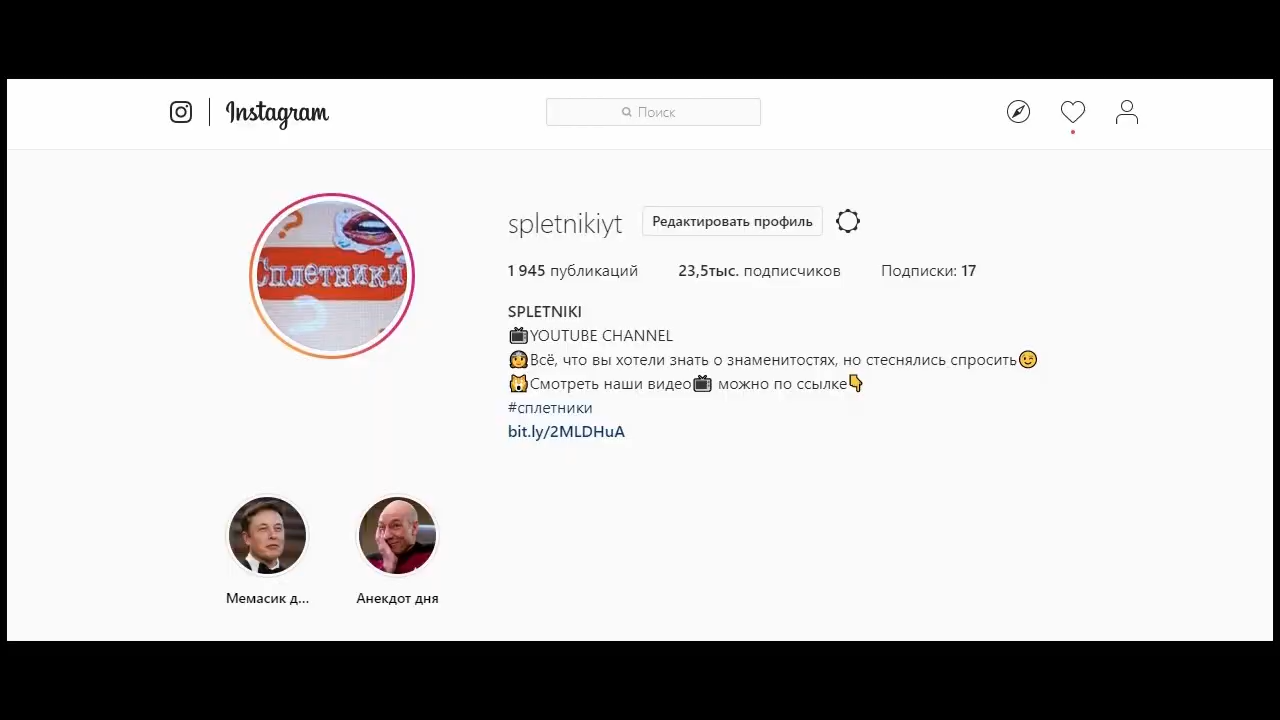 Instagram
Поиск
Сплетники
spletnikiyt
Редактировать профиль
1 945 публикаций
23,5тыс. подписчиков
Подписки: 17
SPLETNIKI
📺YOUTUBE CHANNEL
👰Всё, что вы хотели знать о знаменитостях, но стеснялись спросить😉
🙀Смотреть наши видео📺 можно по ссылке👇
#сплетники
bit.ly/2MLDHuA
Мемасик д...
Анекдот дня